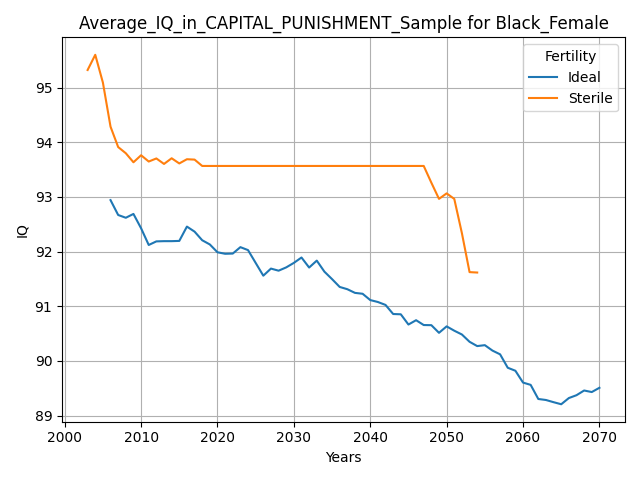 Average_IQ_in_CAPITAL_PUNISHMENT_Sample for Black_Female
Fertility
Ideal
Sterile
IQ
95
94
93
92
91
90
89
2000 2010 2020 2030 2040 2050 2060 2070
Years